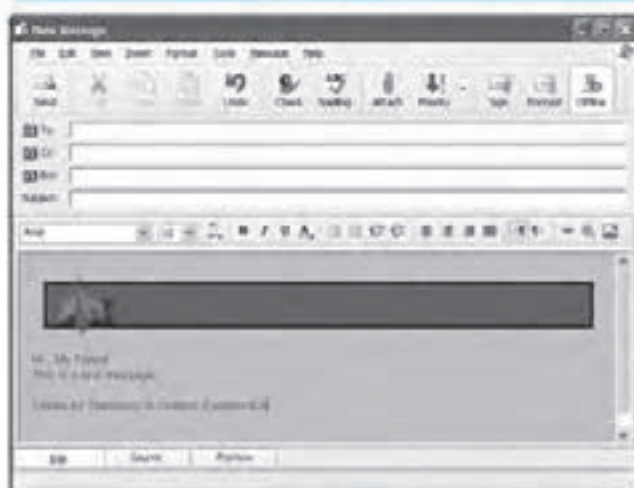 New Message
File Edit View Insert Format Tools Message Help
Send Cut Undo Check Spelling Attach Priority Sign Encrypt Offline
To:
Cc:
Bcc:
Subject:
Arial
Hi, My Friend
This is a test message.
Edit Source Preview